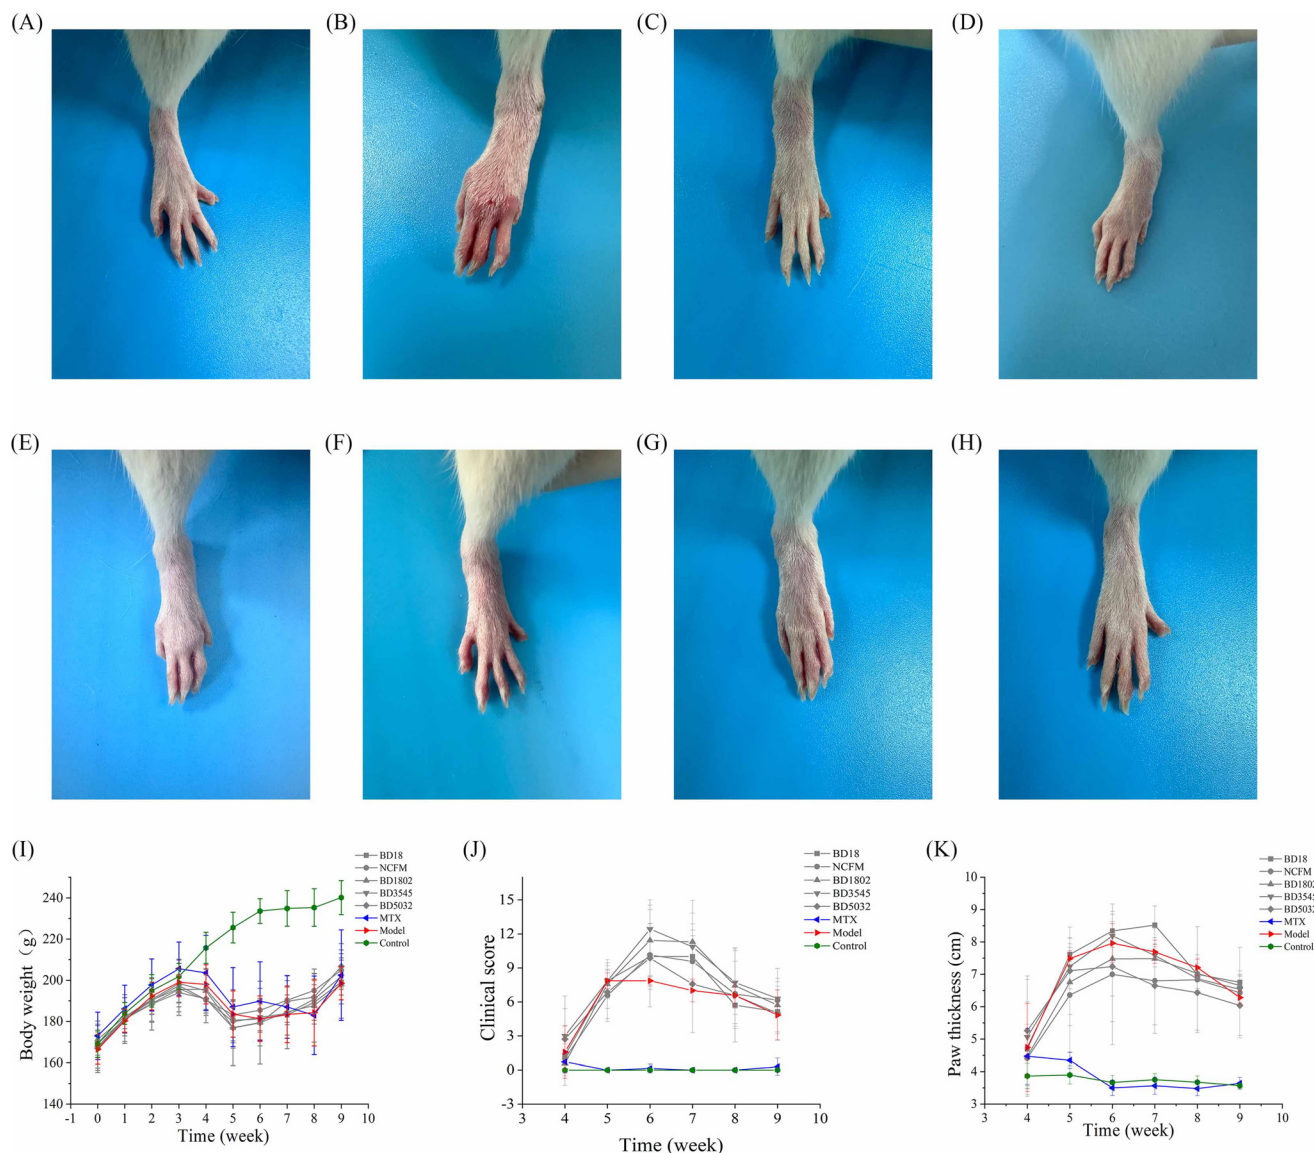 (A)
(B)
(C)
(D)
(E)
(F)
(G)
(H)
(I)
BD18
NCFM
BD1802
BD3545
BD5032
MTX
Model
Control
240
220
200
180
160
140
Body weight（g）
-1 0 1 2 3 4 5 6 7 8 9 10
Time (week)
(J)
BD18
NCFM
BD1802
BD3545
BD5032
MTX
Model
Control
15
12
9
6
3
0
-3
Clinical score
3 4 5 6 7 8 9 10
Time (week)
(K)
BD18
NCFM
BD1802
BD3545
BD5032
MTX
Model
Control
10
9
8
7
6
5
4
3
Paw thickness (cm)
3 4 5 6 7 8 9 10
Time (week)